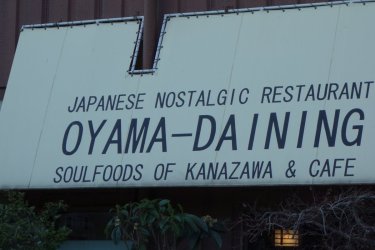 JAPANESE NOSTALGIC RESTAURANT
OYAMA-DAINING
SOULFOODS OF KANAZAWA & CAFE